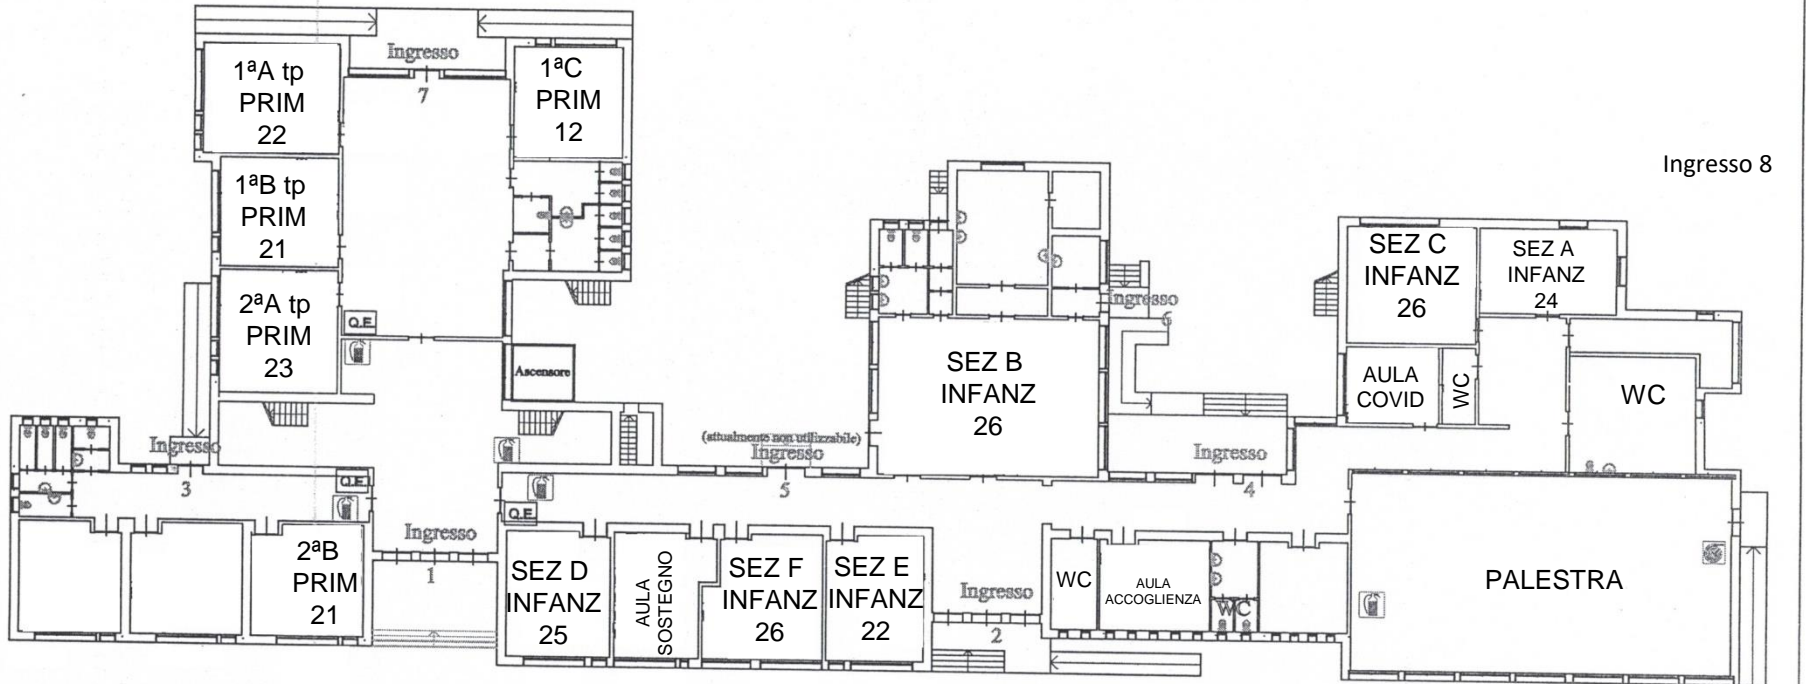 Ingresso
7
1ªA tp
PRIM
22
1ªC
PRIM
12
1ªB tp
PRIM
21
2ªA tp
PRIM
23
Q.E.
Ascensore
Ingresso 8
SEZ C
INFANZ
26
SEZ A
INFANZ
24
Ingresso
6
SEZ B
INFANZ
26
AULA
COVID
WC
WC
Ingresso
3
Q.E.
(attualmente non utilizzabile)
Ingresso
5
Ingresso
4
Q.E.
Ingresso
1
2ªB
PRIM
21
SEZ D
INFANZ
25
AULA
SOSTEGNO
SEZ F
INFANZ
26
SEZ E
INFANZ
22
Ingresso
2
WC
AULA
ACCOGLIENZA
WC
PALESTRA